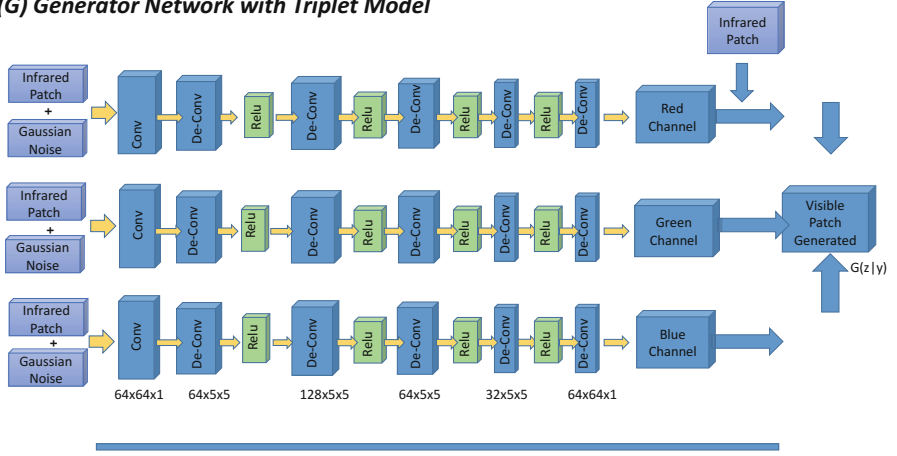 (G) Generator Network with Triplet Model
Infrared
Patch
Infrared
Patch
+
Gaussian
Noise
Conv
De-Conv
Relu
De-Conv
Relu
De-Conv
Relu
De-Conv
Relu
De-Conv
Red
Channel
Infrared
Patch
+
Gaussian
Noise
Conv
De-Conv
Relu
De-Conv
Relu
De-Conv
Relu
De-Conv
Relu
De-Conv
Green
Channel
Visible
Patch
Generated
G(z|y)
Infrared
Patch
+
Gaussian
Noise
Conv
De-Conv
Relu
De-Conv
Relu
De-Conv
Relu
De-Conv
Relu
De-Conv
Blue
Channel
64x64x1 64x5x5 128x5x5 64x5x5 32x5x5 64x64x1